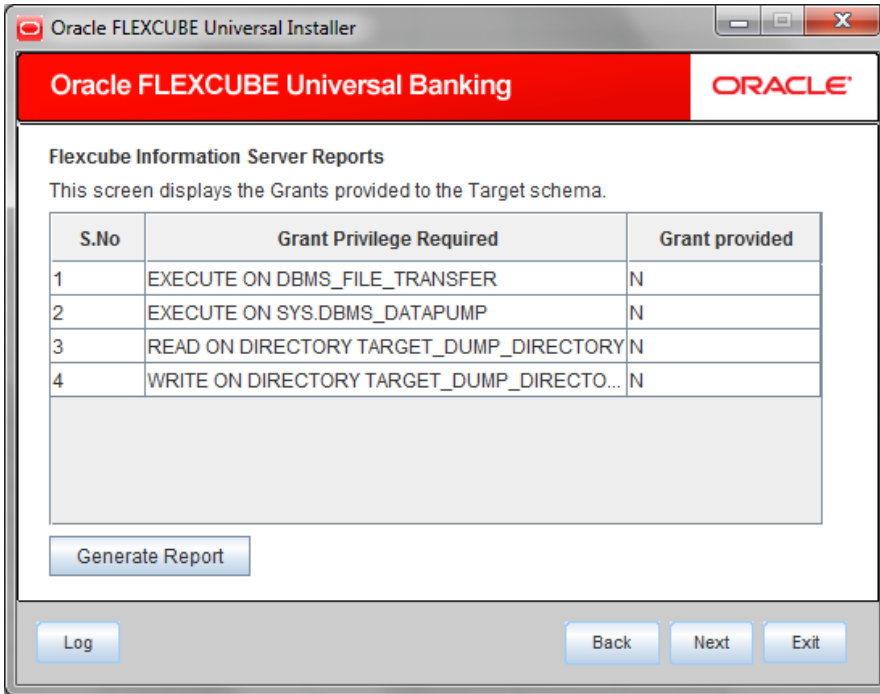 Oracle FLEXCUBE Universal Installer
Oracle FLEXCUBE Universal Banking
ORACLE
Flexcube Information Server Reports
This screen displays the Grants provided to the Target schema.
S.No Grant Privilege Required Grant provided
1 EXECUTE ON DBMS_FILE_TRANSFER N
2 EXECUTE ON SYS.DBMS_DATAPUMP N
3 READ ON DIRECTORY TARGET_DUMP_DIRECTORY N
4 WRITE ON DIRECTORY TARGET_DUMP_DIRECTO... N
Generate Report
Log Back Next Exit